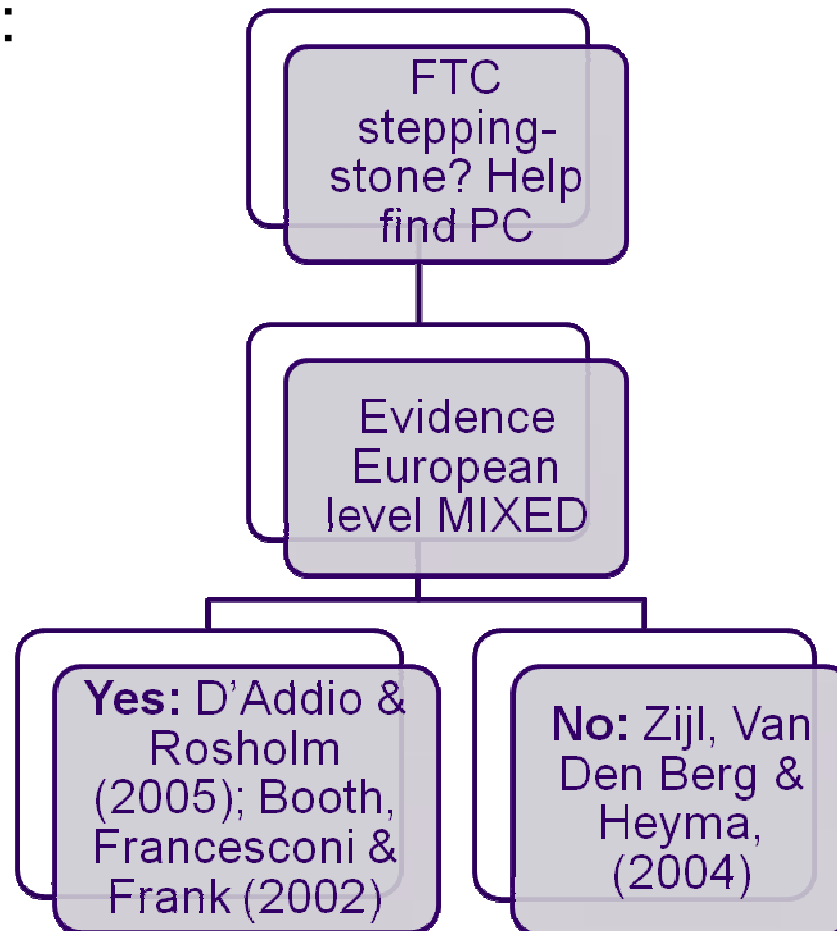 :
FTC
stepping-
stone? Help
find PC
Evidence
European
level MIXED
Yes: D'Addio &
Rosholm
(2005); Booth,
Francesconi &
Frank (2002)
No: Zijl, Van
Den Berg &
Heyma,
(2004)